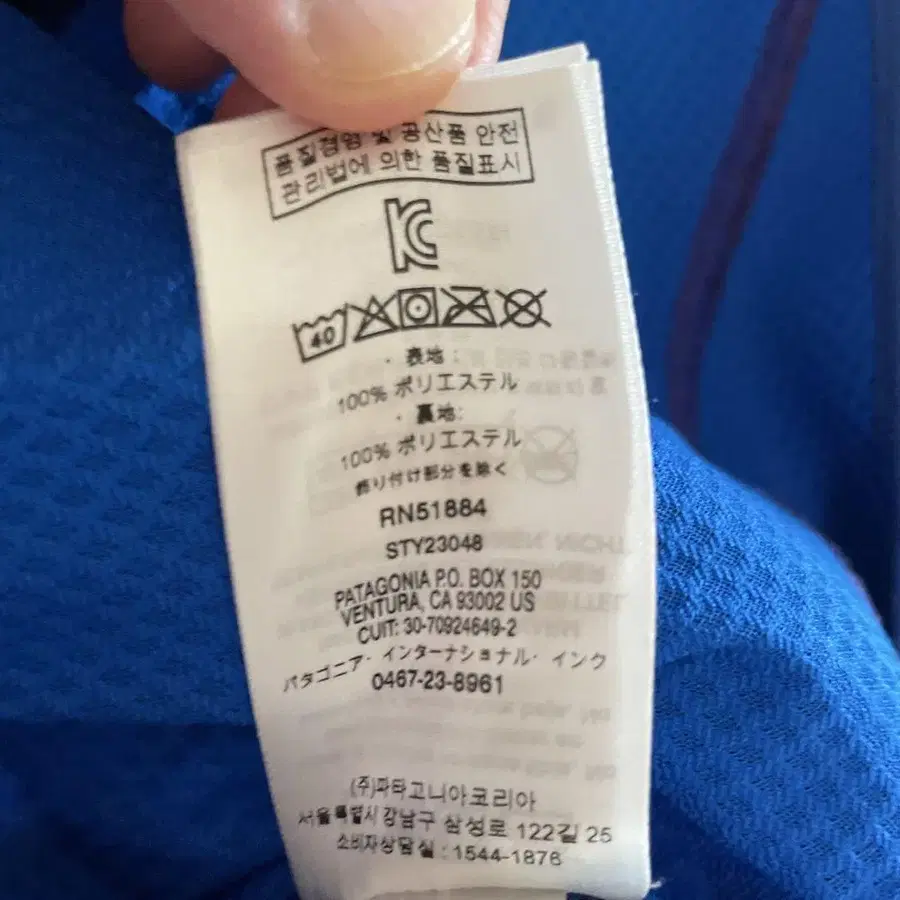 품질경영 및 공산품 안전
관리법에 의한 품질표시
KC
40
・表地：
100% ポリエステル
・裏地:
100% ポリエステル
飾り付け部分を除く
RN51884
STY23048
PATAGONIA P.O. BOX 150
VENTURA, CA 93002 US
CUIT: 30-70924649-2
パタゴニア・インターナショナル・インク
0467-23-8961
(주)파타고니아코리아
서울특별시 강남구 삼성로 122길 25
소비자상담실 : 1544-1876